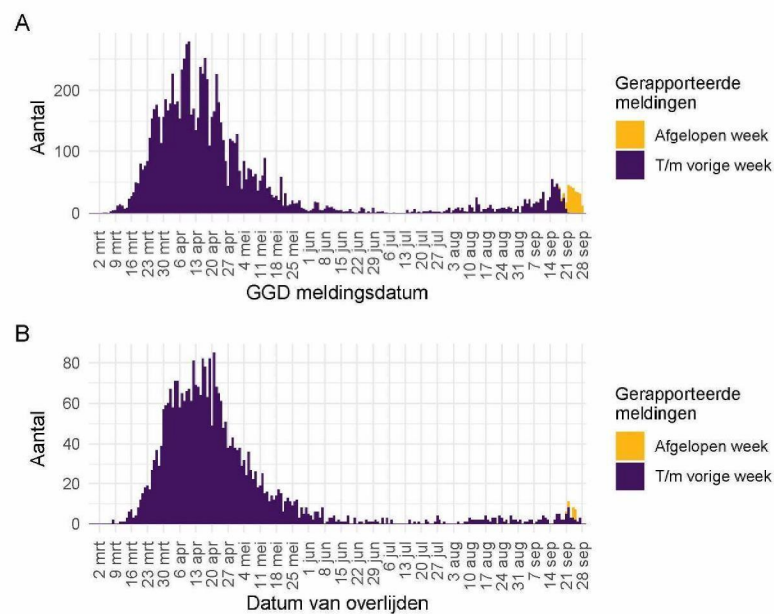 A
Aantal
200
100
0
2 mrt
9 mrt
16 mrt
23 mrt
30 mrt
6 apr
13 apr
20 apr
27 apr
4 mei
11 mei
18 mei
25 mei
1 jun
8 jun
15 jun
22 jun
29 jun
6 jul
13 jul
20 jul
27 jul
3 aug
10 aug
17 aug
24 aug
31 aug
7 sep
14 sep
21 sep
28 sep
GGD meldingsdatum
Gerapporteerde
meldingen
Afgelopen week
T/m vorige week
B
Aantal
80
60
40
20
0
2 mrt
9 mrt
16 mrt
23 mrt
30 mrt
6 apr
13 apr
20 apr
27 apr
4 mei
11 mei
18 mei
25 mei
1 jun
8 jun
15 jun
22 jun
29 jun
6 jul
13 jul
20 jul
27 jul
3 aug
10 aug
17 aug
24 aug
31 aug
7 sep
14 sep
21 sep
28 sep
Datum van overlijden
Gerapporteerde
meldingen
Afgelopen week
T/m vorige week